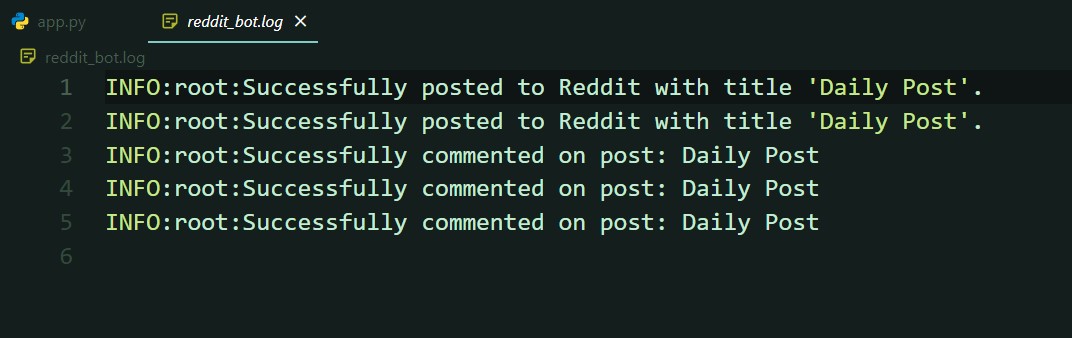 app.py
reddit_bot.log
reddit_bot.log
1 INFO:root:Successfully posted to Reddit with title 'Daily Post'.
2 INFO:root:Successfully posted to Reddit with title 'Daily Post'.
3 INFO:root:Successfully commented on post: Daily Post
4 INFO:root:Successfully commented on post: Daily Post
5 INFO:root:Successfully commented on post: Daily Post
6